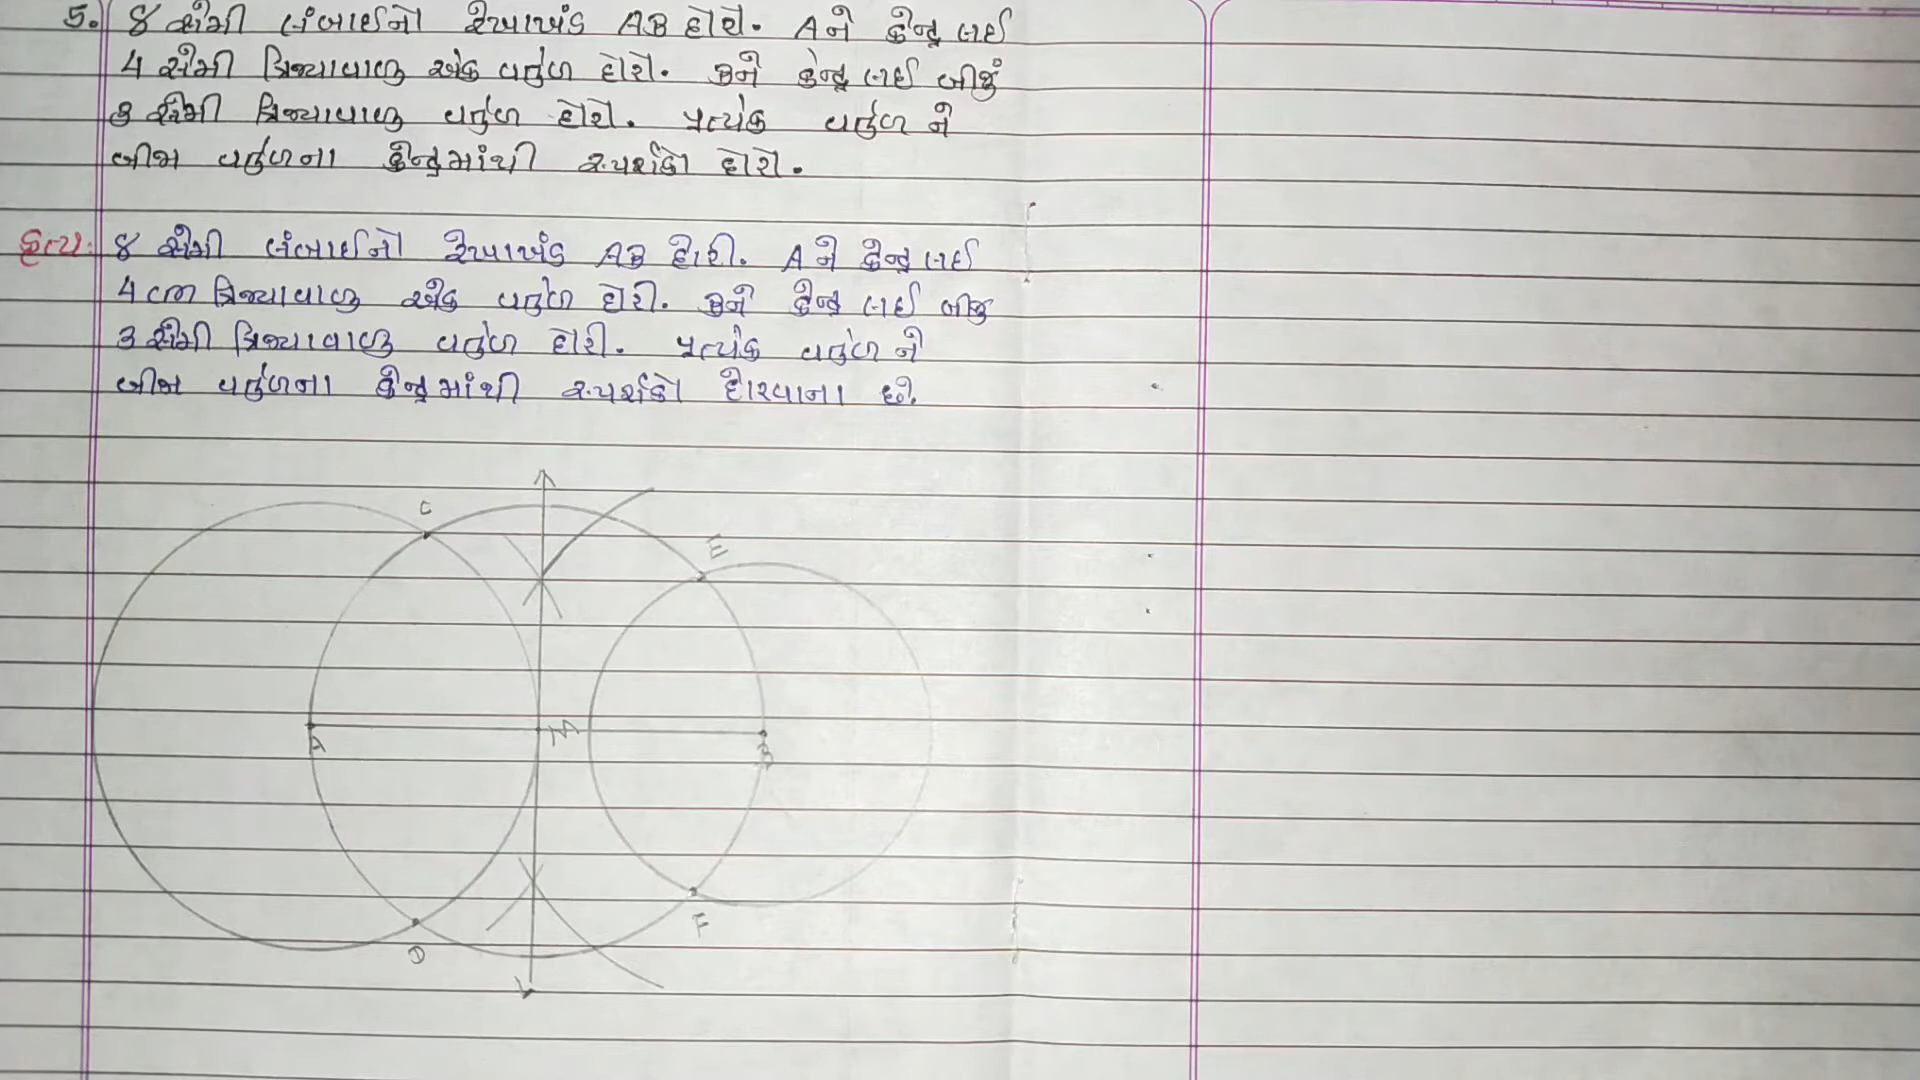 5. 8 સેમી લંબાઈનો રેખાખંડ AB દોરો. A ને કેન્દ્ર લઈ
4 સેમી ત્રિજ્યાવાળુ એક વર્તુળ દોરો. B ને કેન્દ્ર લઈ બીજું
3 સેમી ત્રિજ્યાવાળુ વર્તુળ દોરો. પ્રત્યેક વર્તુળ ને
બીજા વર્તુળના કેન્દ્રમાંથી સ્પર્શકો દોરો.
કૃત્ય: 8 સેમી લંબાઈનો રેખાખંડ AB દોરી. A ને કેન્દ્ર લઈ
4 cm ત્રિજ્યાવાળુ એક વર્તુળ દોરી. B ને કેન્દ્ર લઈ બીજુ
3 સેમી ત્રિજ્યાવાળુ વર્તુળ દોરી. પ્રત્યેક વર્તુળ ને
બીજા વર્તુળના કેન્દ્રમાંથી સ્પર્શકો દોરવાના છે.
C
E
A
M
B
F
D